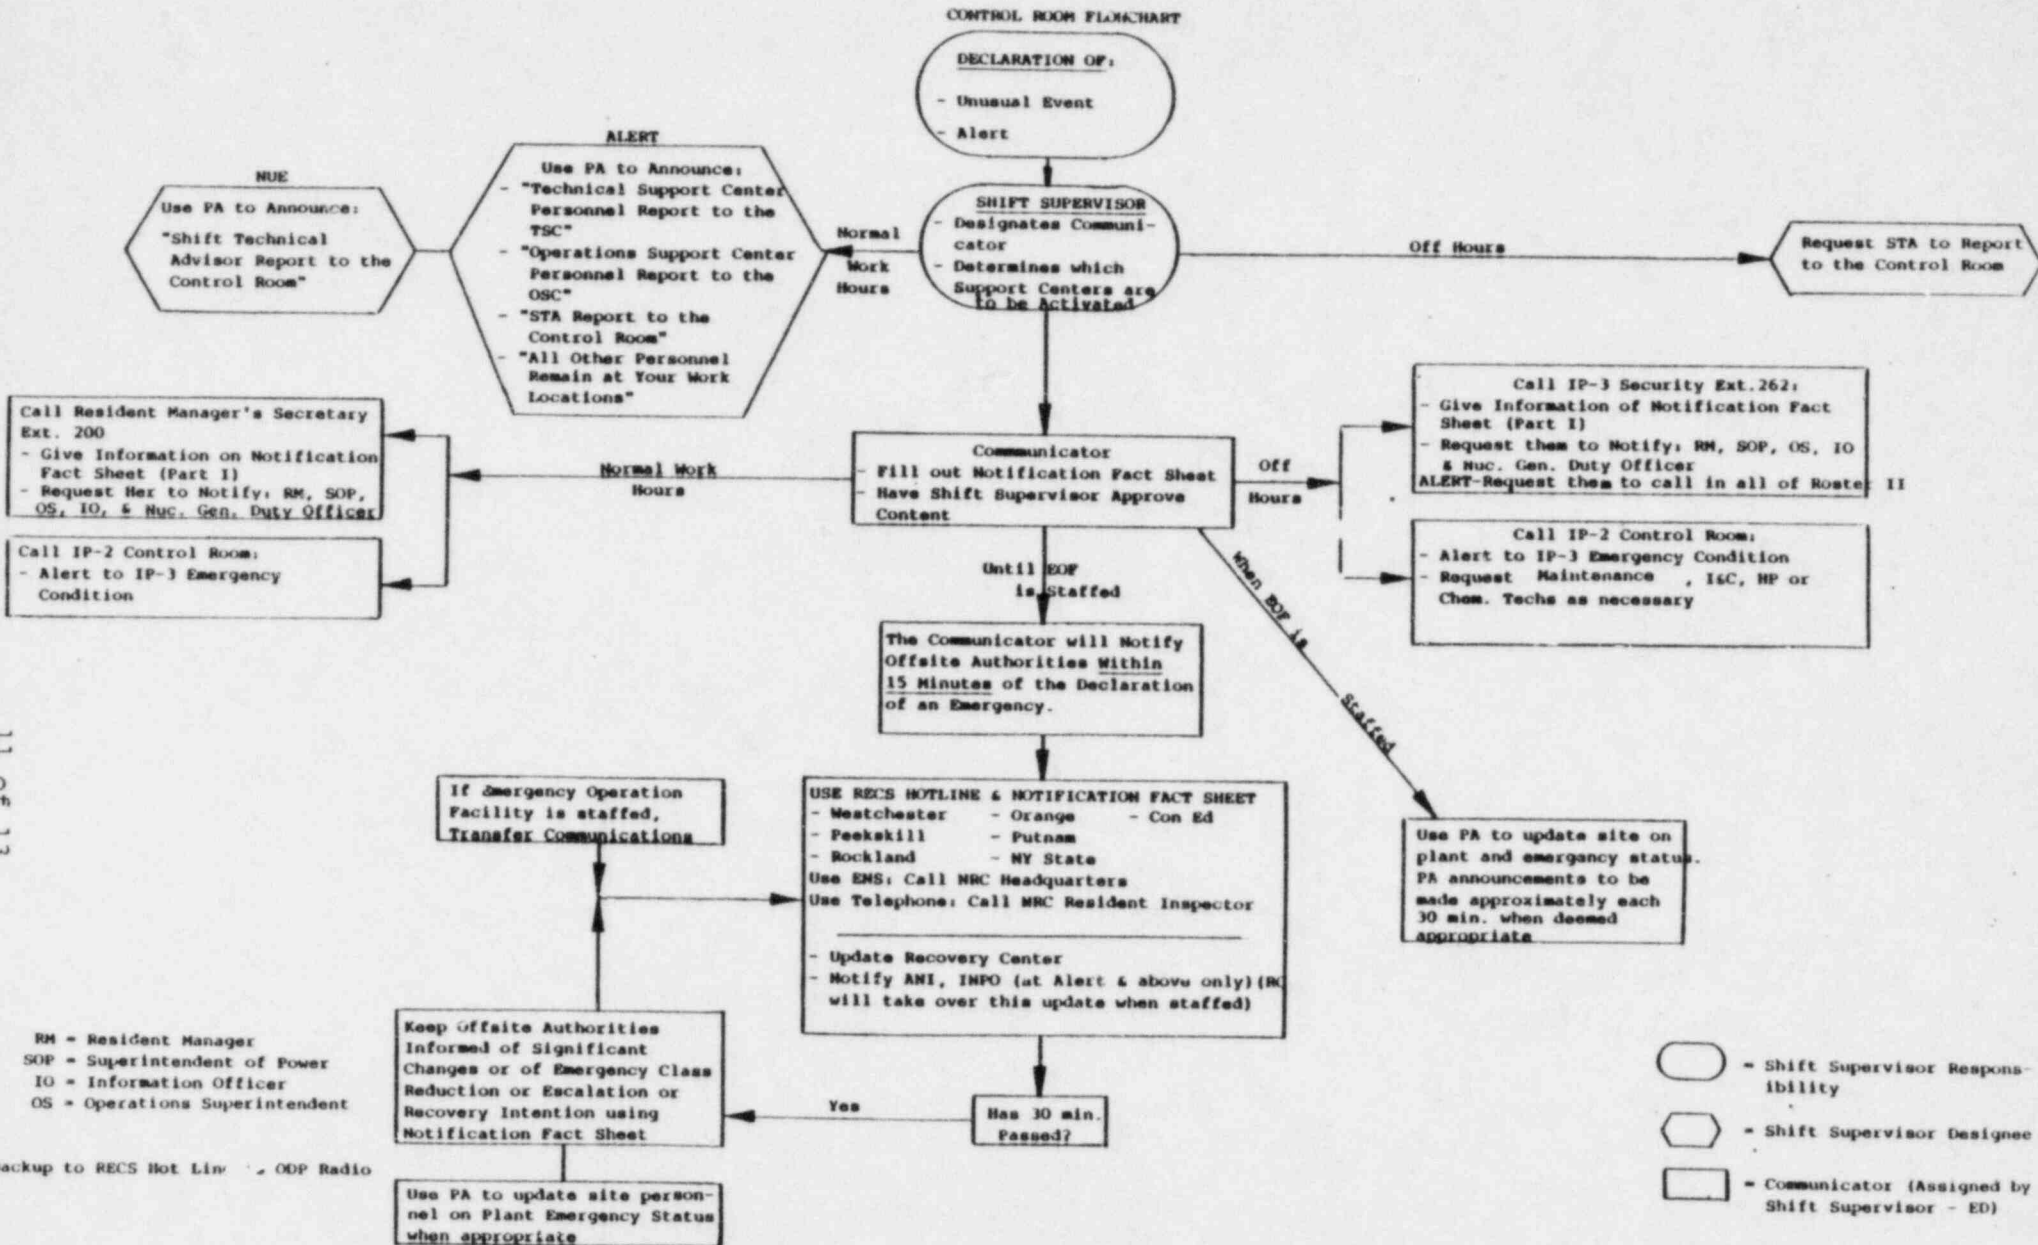 CONTROL ROOM FLOWCHART
DECLARATION OF:
- Unusual Event
- Alert
SHIFT SUPERVISOR
- Designates Communi-
cator
- Determines which
Support Centers are
to be Activated
Normal
Work
Hours
ALERT
Use PA to Announce:
- "Technical Support Center
Personnel Report to the
TSC"
- "Operations Support Center
Personnel Report to the
OSC"
- "STA Report to the
Control Room"
- "All Other Personnel
Remain at Your Work
Locations"
NUE
Use PA to Announce:
"Shift Technical
Advisor Report to the
Control Room"
Off Hours
Request STA to Report
to the Control Room
Communicator
- Fill out Notification Fact Sheet
- Have Shift Supervisor Approve
Content
Normal Work
Hours
Call Resident Manager's Secretary
Ext. 200
- Give Information on Notification
Fact Sheet (Part I)
- Request Her to Notify: RM, SOP,
OS, IO, & Nuc. Gen. Duty Officer
Call IP-2 Control Room:
- Alert to IP-3 Emergency
Condition
Off
Hours
Call IP-3 Security Ext.262:
- Give Information of Notification Fact
Sheet (Part I)
- Request them to Notify: RM, SOP, OS, IO
& Nuc. Gen. Duty Officer
ALERT-Request them to call in all of Roster II
Call IP-2 Control Room:
- Alert to IP-3 Emergency Condition
- Request Maintenance , I&C, HP or
Chem. Techs as necessary
Until EOF
is Staffed
When EOF is
Staffed
The Communicator will Notify
Offsite Authorities Within
15 Minutes of the Declaration
of an Emergency.
USE RECS HOTLINE & NOTIFICATION FACT SHEET
- Westchester - Orange - Con Ed
- Peekskill - Putnam
- Rockland - NY State
Use ENS: Call NRC Headquarters
Use Telephone: Call NRC Resident Inspector
- Update Recovery Center
- Notify ANI, INPO (at Alert & above only)(RC
will take over this update when staffed)
Use PA to update site on
plant and emergancy status.
PA announcements to be
made approximately each
30 min. when deemed
appropriate
If Emergency Operation
Facility is staffed,
Transfer Communications
Has 30 min.
Passed?
Yes
Keep Offsite Authorities
Informed of Significant
Changes or of Emergency Class
Reduction or Escalation or
Recovery Intention using
Notification Fact Sheet
Use PA to update site person-
nel on Plant Emergency Status
when appropriate
RM = Resident Manager
SOP = Superintendent of Power
IO = Information Officer
OS = Operations Superintendent
ackup to RECS Hot Lin , ODP Radio
= Shift Supervisor Respons-
ibility
= Shift Supervisor Designee
= Communicator (Assigned by
Shift Supervisor - ED)
11 of 13